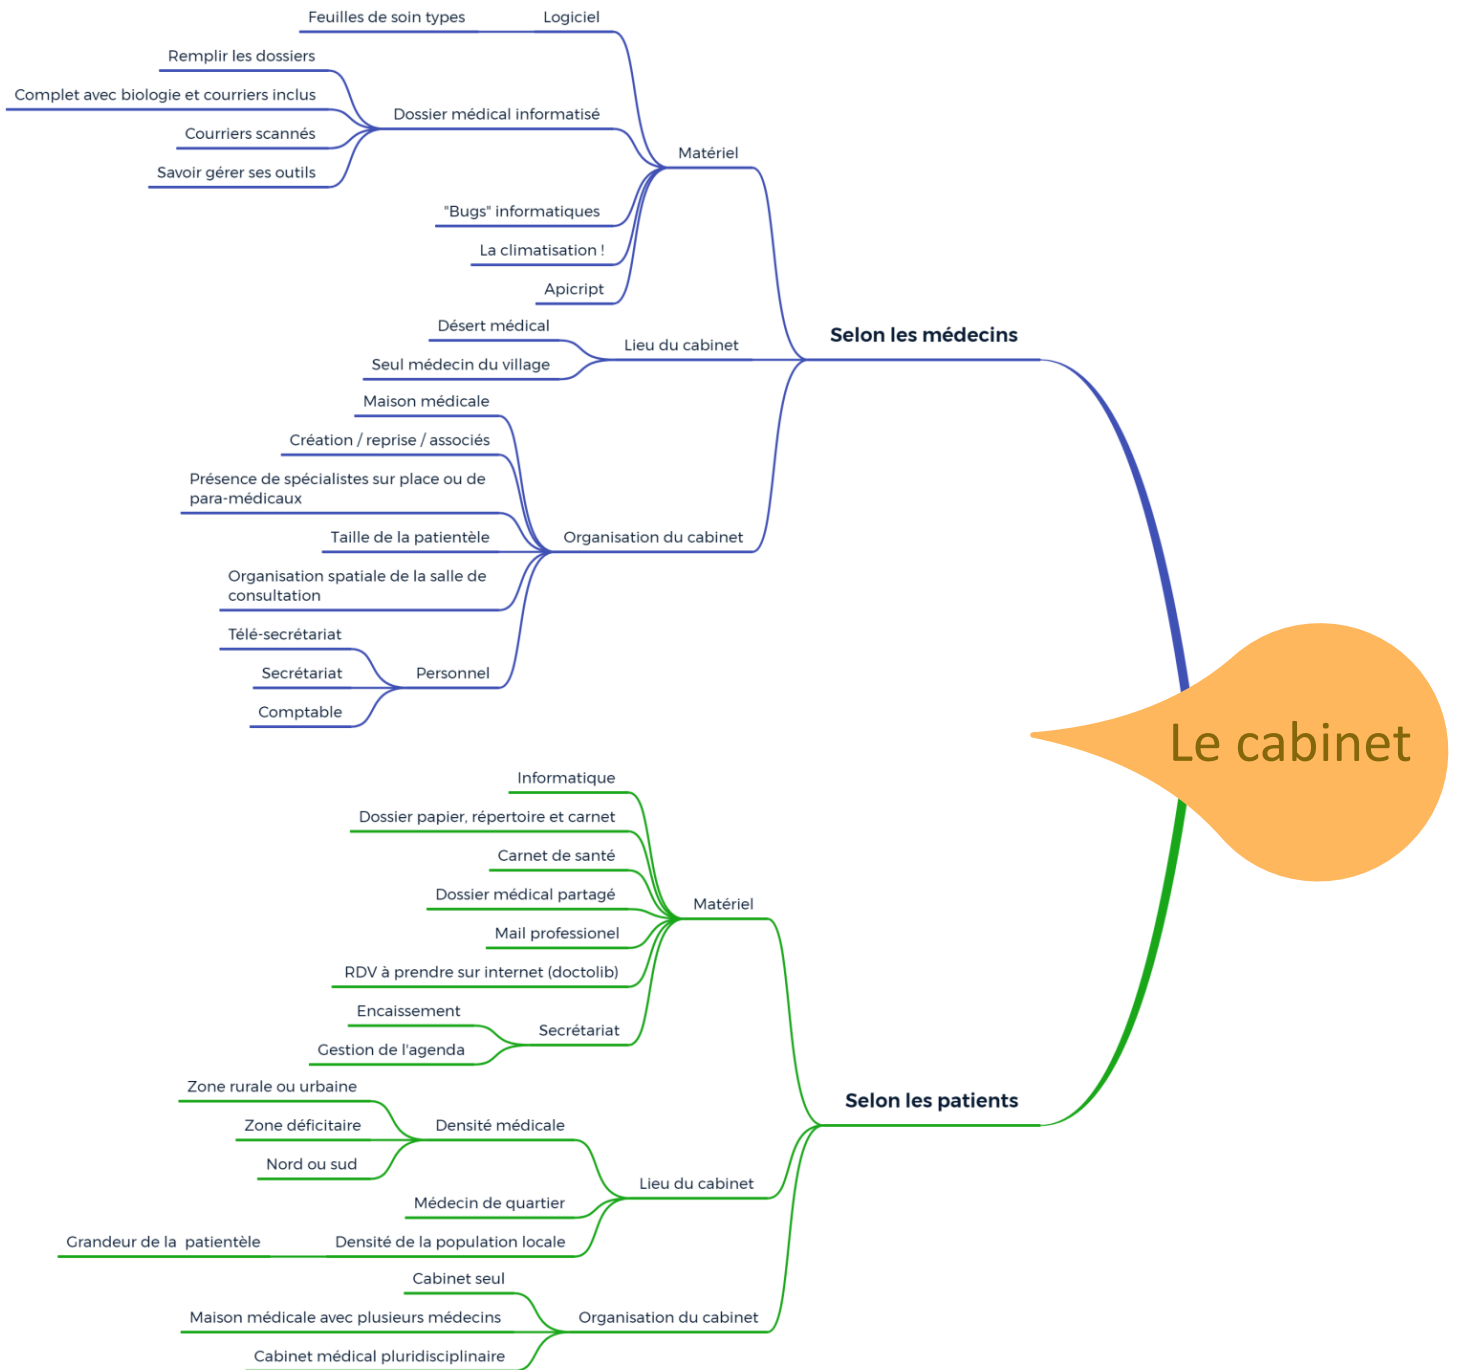 Feuilles de soin types
Logiciel
Remplir les dossiers
Complet avec biologie et courriers inclus
Dossier médical informatisé
Courriers scannés
Savoir gérer ses outils
Matériel
"Bugs" informatiques
La climatisation !
Apicript
Désert médical
Lieu du cabinet
Seul médecin du village
Selon les médecins
Maison médicale
Création / reprise / associés
Présence de spécialistes sur place ou de
para-médicaux
Taille de la patientèle
Organisation du cabinet
Organisation spatiale de la salle de
consultation
Télé-secrétariat
Secrétariat
Personnel
Comptable
Le cabinet
Informatique
Dossier papier, répertoire et carnet
Carnet de santé
Dossier médical partagé
Matériel
Mail professionel
RDV à prendre sur internet (doctolib)
Encaissement
Secrétariat
Gestion de l'agenda
Selon les patients
Zone rurale ou urbaine
Zone déficitaire
Densité médicale
Nord ou sud
Lieu du cabinet
Médecin de quartier
Grandeur de la  patientèle
Densité de la population locale
Cabinet seul
Maison médicale avec plusieurs médecins
Organisation du cabinet
Cabinet médical pluridisciplinaire